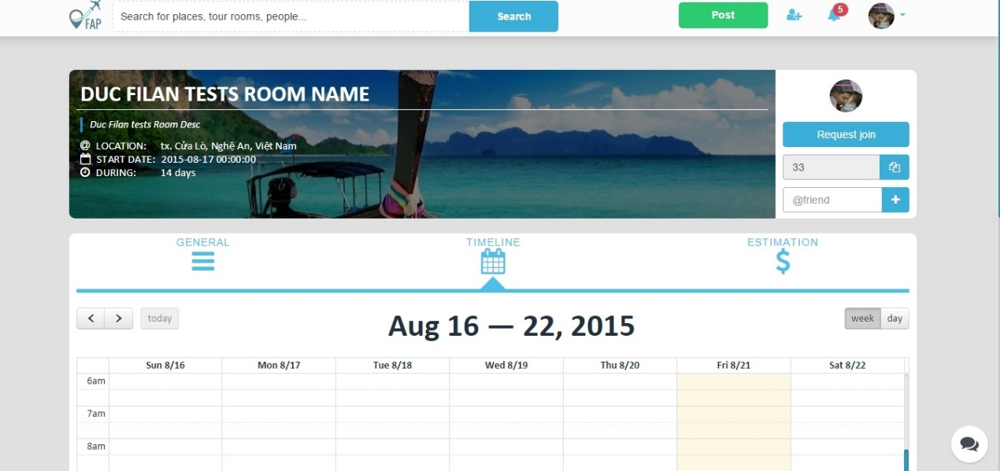 FAP
Search for places, tour rooms, people...
Search
Post
5
DUC FILAN TESTS ROOM NAME
Duc Filan tests Room Desc
LOCATION: tx. Cửa Lò, Nghệ An, Việt Nam
START DATE: 2015-08-17 00:00:00
DURING: 14 days
Request join
33
@friend
GENERAL
TIMELINE
ESTIMATION
today
Aug 16 — 22, 2015
week
day
Sun 8/16
Mon 8/17
Tue 8/18
Wed 8/19
Thu 8/20
Fri 8/21
Sat 8/22
6am
7am
8am